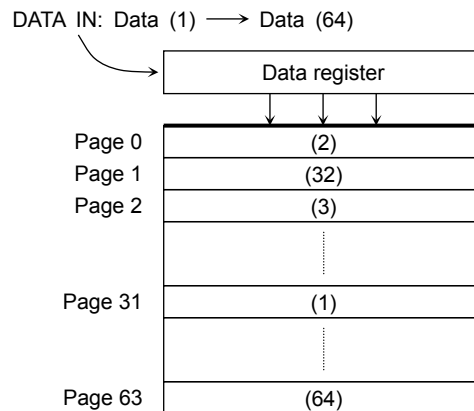 DATA IN: Data (1) ⟶ Data (64)
Data register
Page 0 (2)
Page 1 (32)
Page 2 (3)
Page 31 (1)
Page 63 (64)